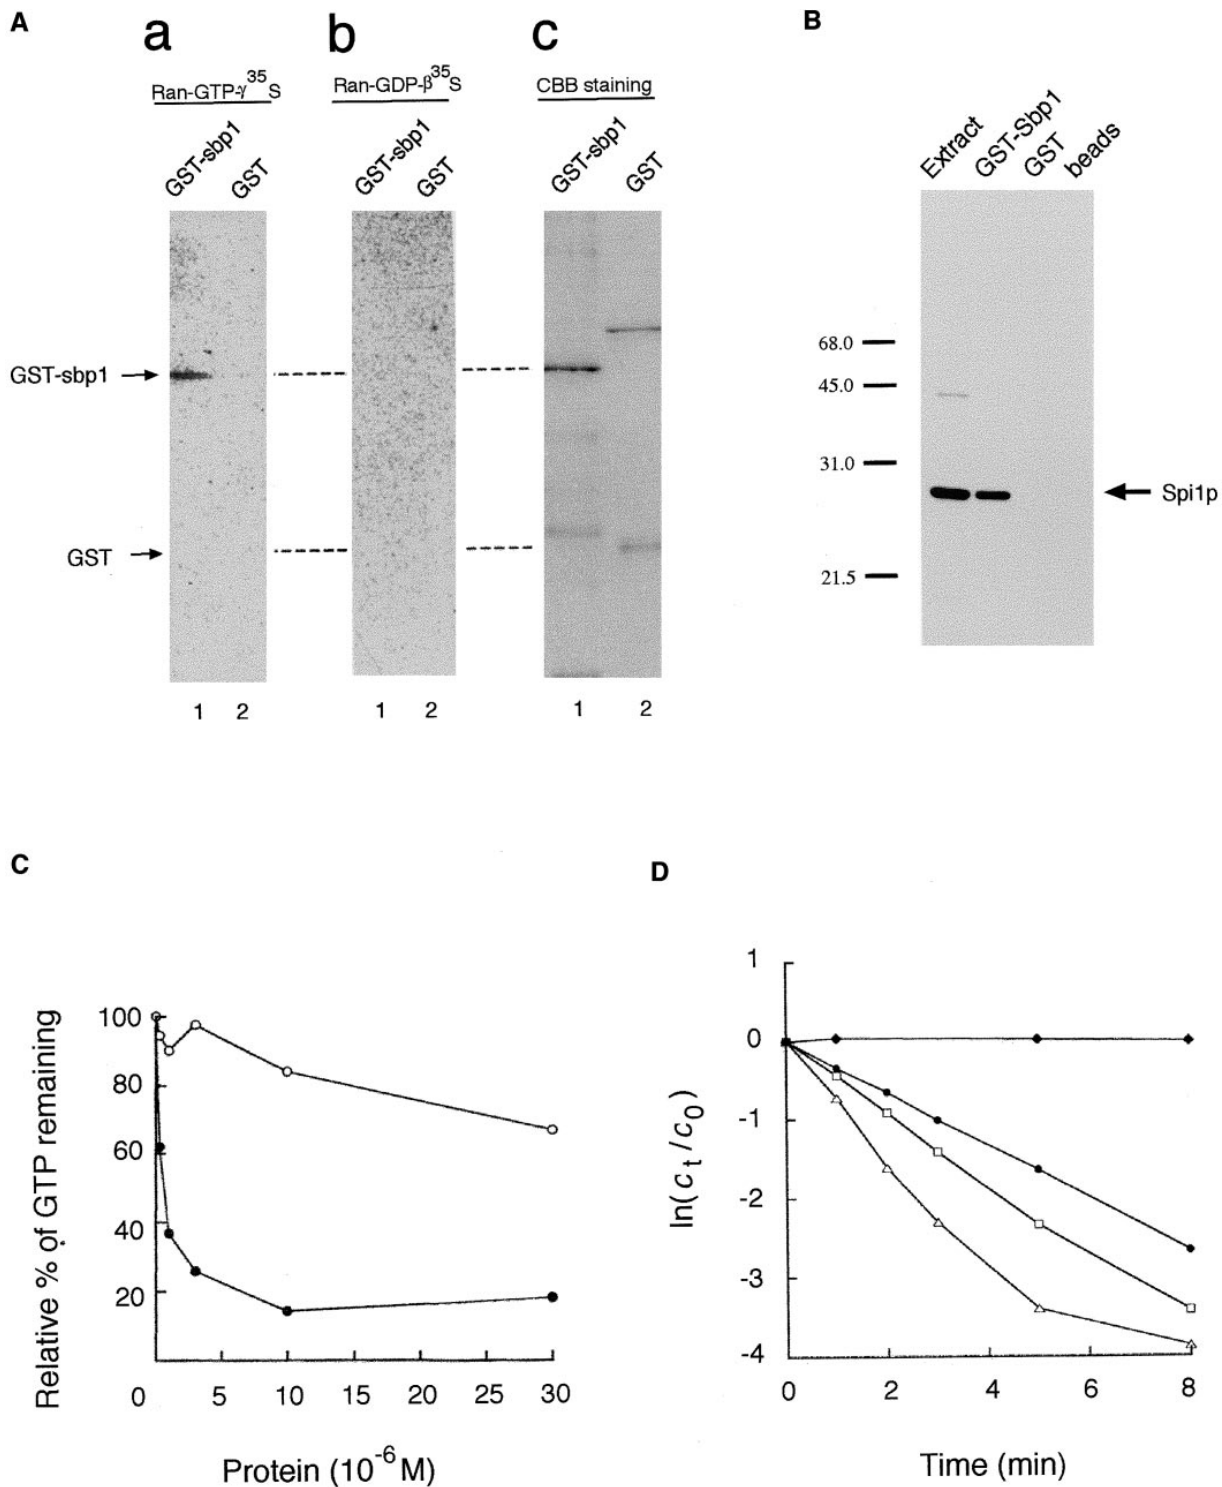 A
a
b
c
B
Ran-GTP-γ³⁵S
Ran-GDP-β³⁵S
CBB staining
GST-sbp1
GST
GST-sbp1
GST
GST-sbp1
GST
Extract
GST-Sbp1
GST
beads
68.0
45.0
31.0
21.5
GST-sbp1
GST
Spi1p
1 2
1 2
1 2
C
D
Relative % of GTP remaining
100
80
60
40
20
0 5 10 15 20 25 30
Protein (10⁻⁶M)
ln(cₜ/c₀)
1
0
-1
-2
-3
-4
0 2 4 6 8
Time (min)